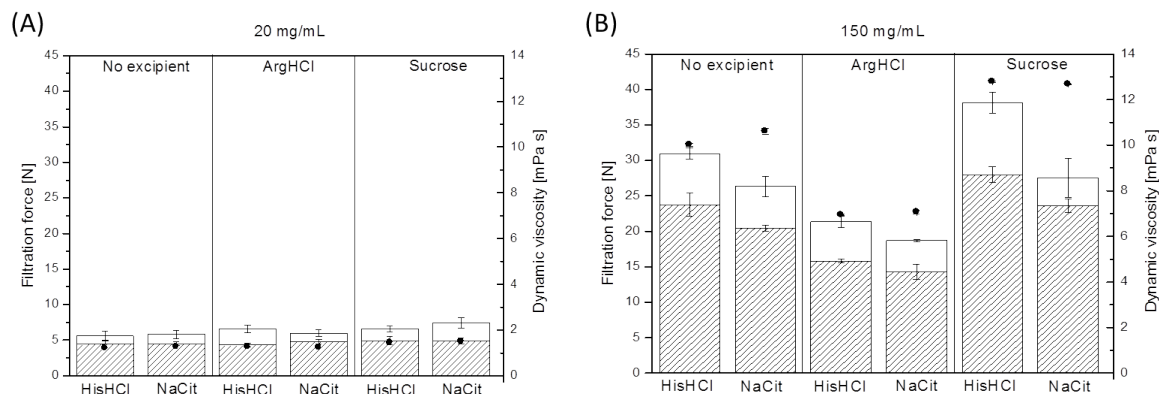 (A)
20 mg/mL
45
40
35
30
25
20
15
10
5
0
Filtration force [N]
No excipient
ArgHCl
Sucrose
14
12
10
8
6
4
2
0
Dynamic viscosity [mPa s]
HisHCl NaCit HisHCl NaCit HisHCl NaCit
(B)
150 mg/mL
45
40
35
30
25
20
15
10
5
0
Filtration force [N]
No excipient
ArgHCl
Sucrose
14
12
10
8
6
4
2
0
Dynamic viscosity [mPa s]
HisHCl NaCit HisHCl NaCit HisHCl NaCit